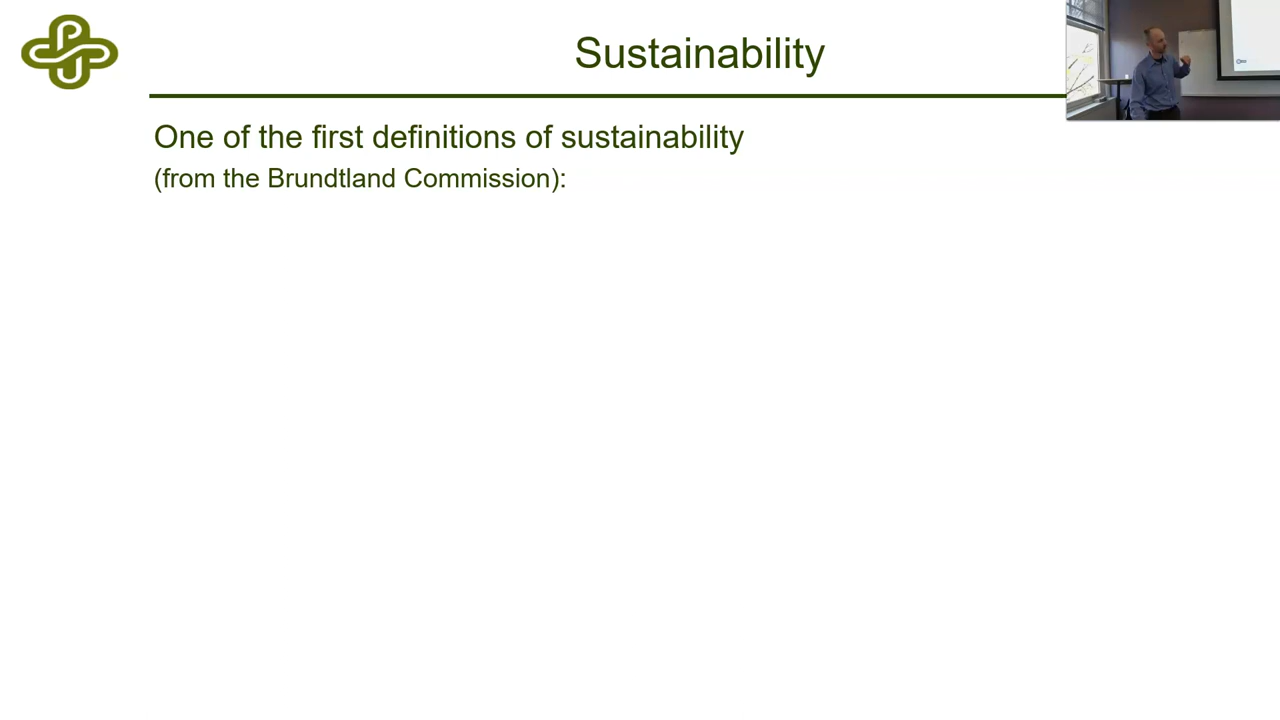 Sustainability
One of the first definitions of sustainability
(from the Brundtland Commission):